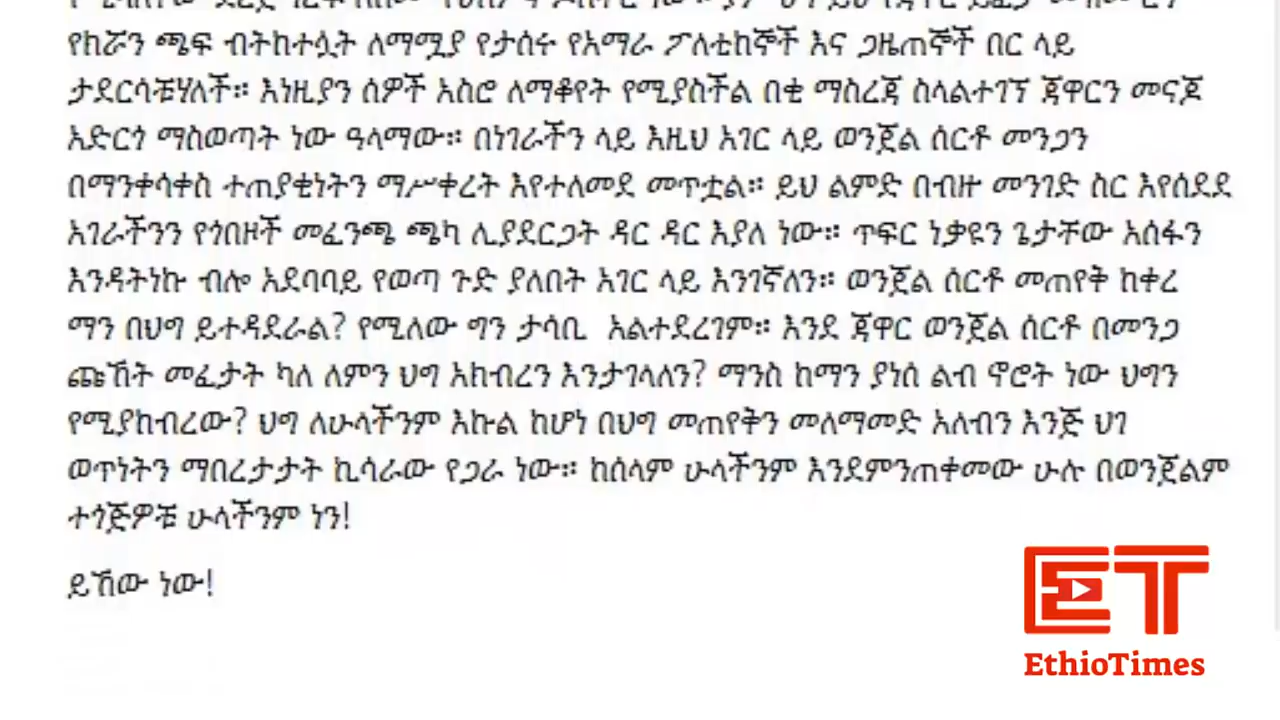 የከሿን ጫፍ ብትከተሏት ለማሟያ የታሰሩ የአማራ ፖለቲከኞች እና ጋዜጠኞች በር ላይ
ታደርሳቹሃለች። እነዚያን ሰዎች አስሮ ለማቆየት የሚያስችል በቂ ማስረጃ ስላልተገኘ ጃዋርን መናጆ
አድርጎ ማስወጣት ነው ዓላማው። በነገራችን ላይ እዚህ አገር ላይ ወንጀል ሰርቶ መንጋን
በማንቀሳቀስ ተጠያቂነትን ማሥቀረት እየተለመደ መጥቷል። ይህ ልምድ በብዙ መንገድ ስር እየሰደደ
አገራችንን የጎበዞች መፈንጫ ጫካ ሊያደርጋት ዳር ዳር እያለ ነው። ጥፍር ነቃዩን ጌታቸው አሰፋን
እንዳትነኩ ብሎ አደባባይ የወጣ ጉድ ያለበት አገር ላይ እንገኛለን። ወንጀል ሰርቶ መጠየቅ ከቀረ
ማን በህግ ይተዳደራል? የሚለው ግን ታሳቢ አልተደረገም። እንደ ጃዋር ወንጀል ሰርቶ በመንጋ
ጩኸት መፈታት ካለ ለምን ህግ አክብረን እንታገላለን? ማንስ ከማን ያነሰ ልብ ኖሮት ነው ህግን
የሚያከብረው? ህግ ለሁላችንም እኩል ከሆነ በህግ መጠየቅን መለማመድ አለብን እንጅ ህገ
ወጥነትን ማበረታታት ኪሳራው የጋራ ነው። ከሰላም ሁላችንም እንደምንጠቀመው ሁሉ በወንጀልም
ተጎጅዎቹ ሁላችንም ነን!
ይኸው ነው!
ET
EthioTimes